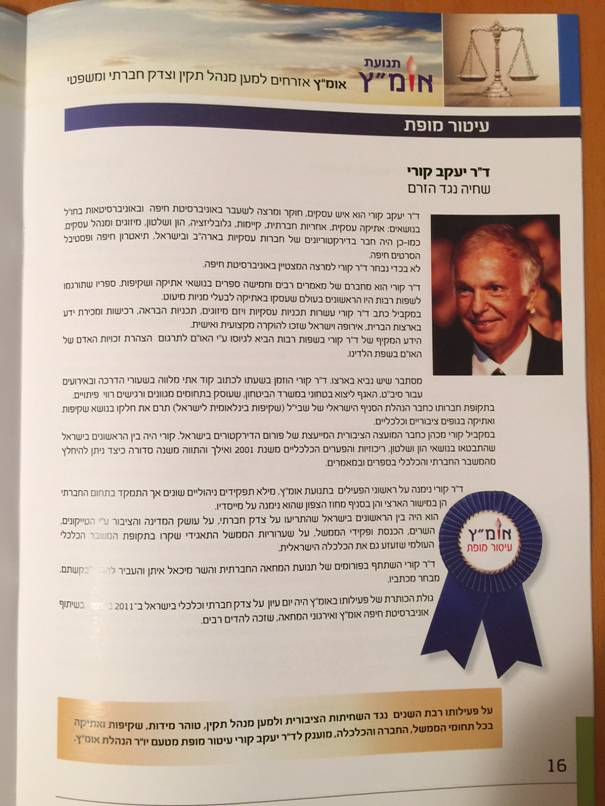 תנועת
אומ"ץ
אומ"ץ אזרחים למען מנהל תקין וצדק חברתי ומשפטי
עיטור מופת
ד"ר יעקב קורי
שחיה נגד הזרם
ד"ר יעקב קורי הוא איש עסקים, חוקר ומרצה לשעבר באוניברסיטת חיפה ובאוניברסיטאות בחו"ל
בנושאים: אתיקה עסקית, אחריות חברתית, קיימות, גלובליזציה, הון ושלטון, מיזוגים ומנהל עסקים.
כמו-כן היה חבר בדירקטוריונים של חברות עסקיות בארה"ב ובישראל, תיאטרון חיפה ופסטיבל
הסרטים חיפה.
לא בכדי נבחר ד"ר קורי למרצה המצטיין באוניברסיטת חיפה.
ד"ר קורי הוא מחברם של מאמרים רבים וחמישה ספרים בנושאי אתיקה ושקיפות. ספריו שתורגמו
לשפות רבות היו הראשונים בעולם שעסקו באתיקה לבעלי מניות מיעוט.
במקביל כתב ד"ר קורי עשרות תכניות עסקיות ויזם מיזוגים, תכניות הבראה, רכישות ומכירת ידע
בארצות הברית, אירופה וישראל שזכו להוקרה מקצועית ואישית.
הידע המקיף של ד"ר קורי בשפות רבות הביא לגיוסו ע"י האו"ם לתרגום הצהרת זכויות האדם של
האו"ם בשפת הלדינו.
מסתבר שיש נביא בארצו. ד"ר קורי הוזמן בשעתו לכתוב קוד אתי מלווה בשעורי הדרכה ובאירועים
עבור סיב"ט, האגף ליצוא בטחוני במשרד הביטחון, שעוסק בתחומים מגוונים ורגישים רווי פיתויים.
בתקופת חברותו כחבר הנהלת הסניף הישראלי של שבי"ל (שקיפות בינלאומית לישראל) תרם את חלקו בנושא שקיפות
ואתיקה בגופים ציבוריים וכלכליים.
במקביל קורי מכהן כחבר המועצה הציבורית המייעצת של פורום הדירקטורים בישראל. קורי היה בין הראשונים בישראל
שהתבטאו בנושאי הון ושלטון, ריכוזיות והפערים הכלכליים משנת 2001 ואילך והתווה משנה סדורה כיצד ניתן להיחלץ
מהמשבר החברתי והכלכלי בספרים ובמאמרים.
ד"ר קורי נימנה על ראשוני הפעילים בתנועת אומ"ץ, מילא תפקידים ניהוליים שונים אך התמקד בתחום החברתי
הן במישור הארצי והן בסניף מחוז הצפון שהוא נימנה על מייסדיו.
הוא היה בין הראשונים בישראל שהתריעו על צדק חברתי, על עושק המדינה והציבור ע"י הטייקונים,
השרים, הכנסת ופקידי הממשל, על שערוריות הממשל התאגידי שקרו בתקופת המשבר הכלכלי
העולמי שזעזע גם את הכלכלה הישראלית.
ד"ר קורי השתתף בפורומים של תנועת המחאה החברתית והשר מיכאל איתן והעביר בקשתם,
מבחר מכתביו.
גולת הכותרת של פעילותו באומ"ץ היה יום עיון על צדק חברתי וכלכלי בישראל ב־2011 בשיתוף
אוניברסיטת חיפה אומ"ץ ואירגוני המחאה, שזכה להדים רבים.
אומ"ץ
עיטור מופת
על פעילותו רבת השנים נגד השחיתות הציבורית ולמען מנהל תקין, טוהר מידות, שקיפות ואתיקה
בכל תחומי הממשל, החברה והכלכלה, מוענק לד"ר יעקב קורי עיטור מופת מטעם יו"ר הנהלת אומ"ץ.
16